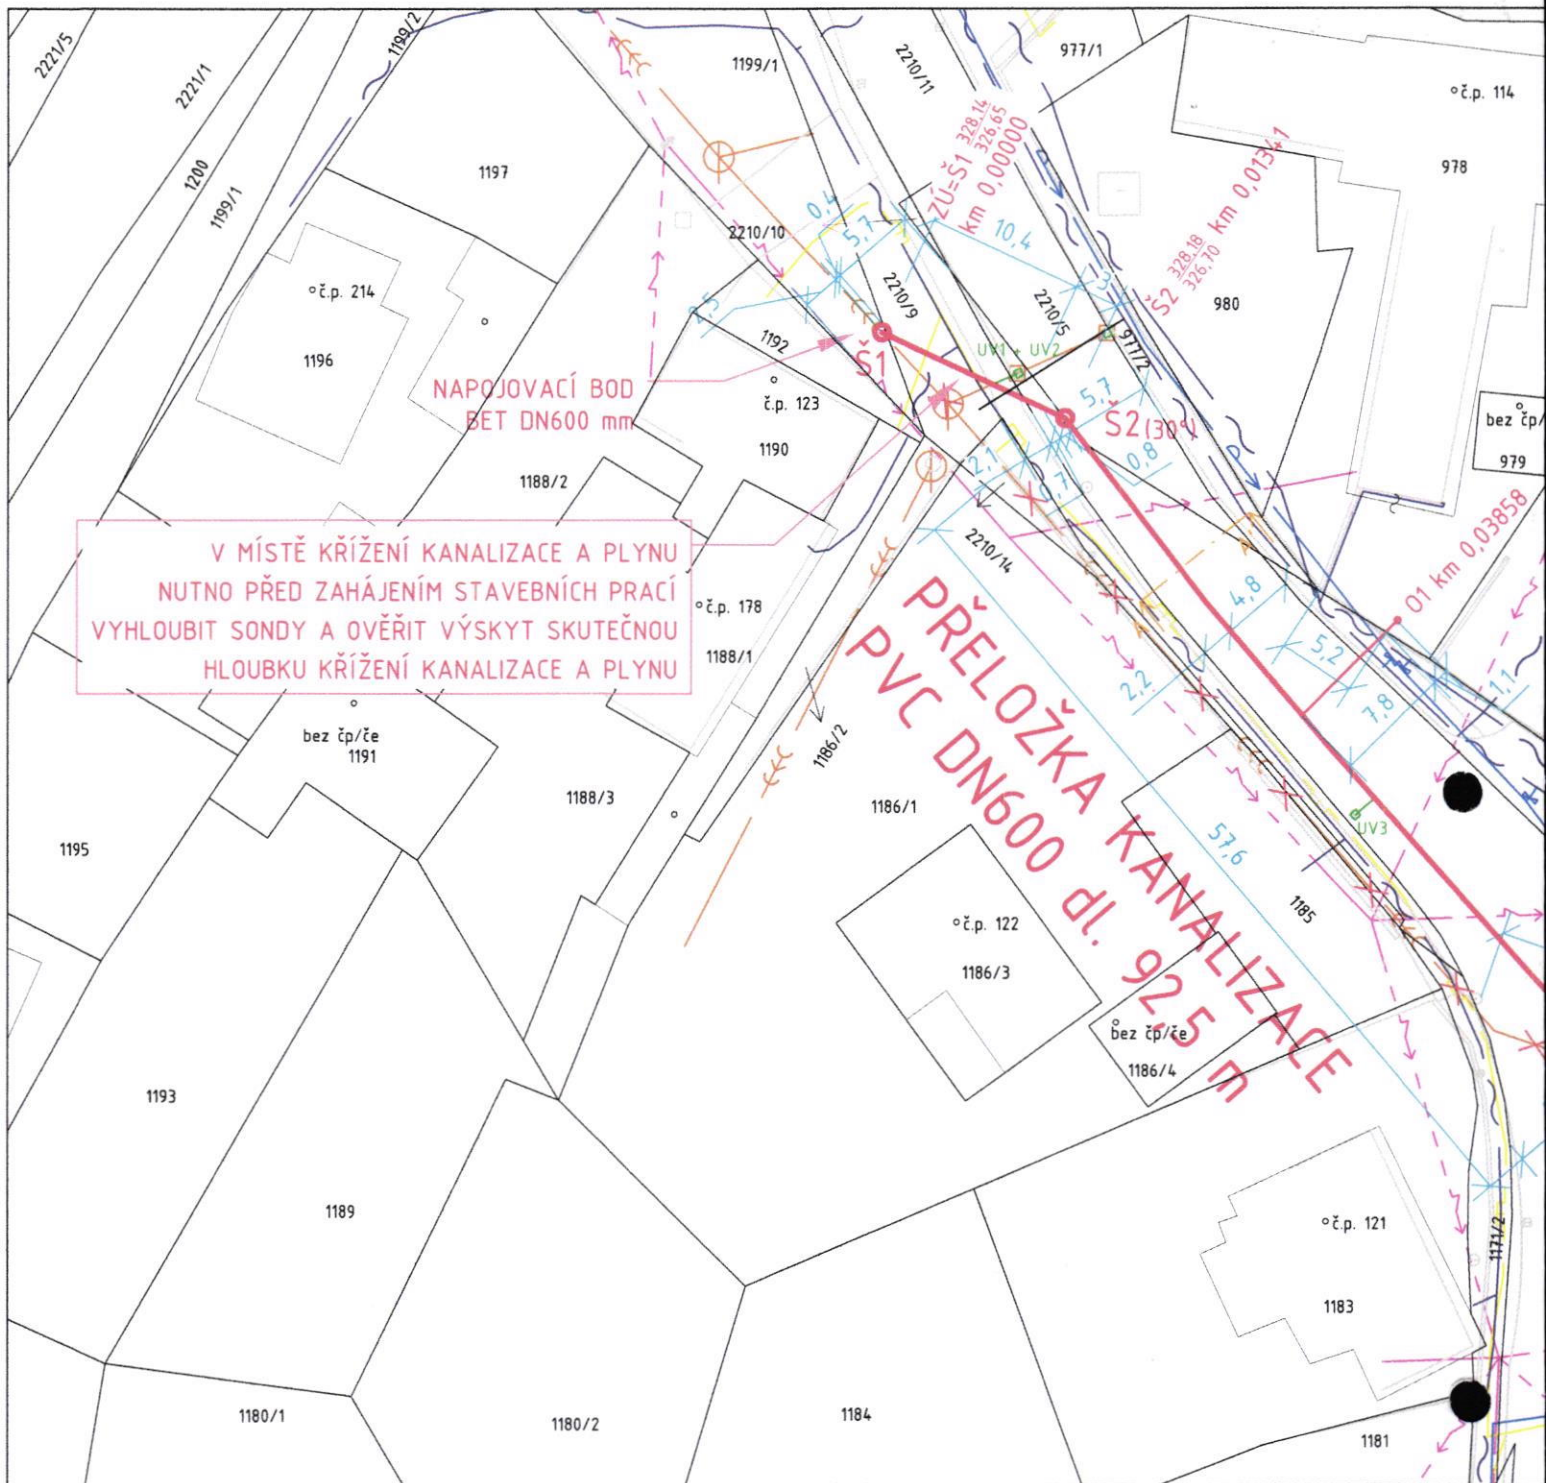 2221/5
2221/1
1199/2
1200
1199/1
1199/1
2210/11
977/1
č.p. 114
978
1197
2210/10
ZÚ=Š1 328,14
326,65
km 0,00000
Š2 328,18
326,70 km 0,01341
0,4
5,7
10,4
2210/9
2210/5
980
977/2
č.p. 214
1196
2,5
1192
Š1
UV1 + UV2
5,7
Š2(30°)
NAPOJOVACÍ BOD
BET DN600 mm
č.p. 123
1190
bez čp/
979
1188/2
2,1
0,7
0,8
2210/14
V MÍSTĚ KŘÍŽENÍ KANALIZACE A PLYNU
NUTNO PŘED ZAHÁJENÍM STAVEBNÍCH PRACÍ
VYHLOUBIT SONDY A OVĚŘIT VÝSKYT SKUTEČNOU
HLOUBKU KŘÍŽENÍ KANALIZACE A PLYNU
č.p. 178
1188/1
O1 km 0,03858
4,8
5,2
2,2
7,8
1,1
PŘELOŽKA KANALIZACE
PVC DN600 dl. 92,5 m
bez čp/če
1191
1186/2
1188/3
1186/1
57,6
UV3
1195
1185
č.p. 122
1186/3
bez čp/če
1186/4
1193
1189
č.p. 121
1183
1171/2
1180/1
1180/2
1184
1181